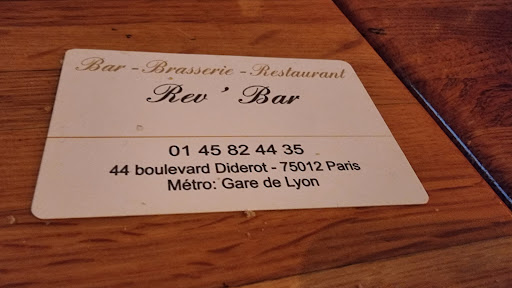 Bar - Brasserie - Restaurant
Rev ' Bar
01 45 82 44 35
44 boulevard Diderot - 75012 Paris
Métro: Gare de Lyon